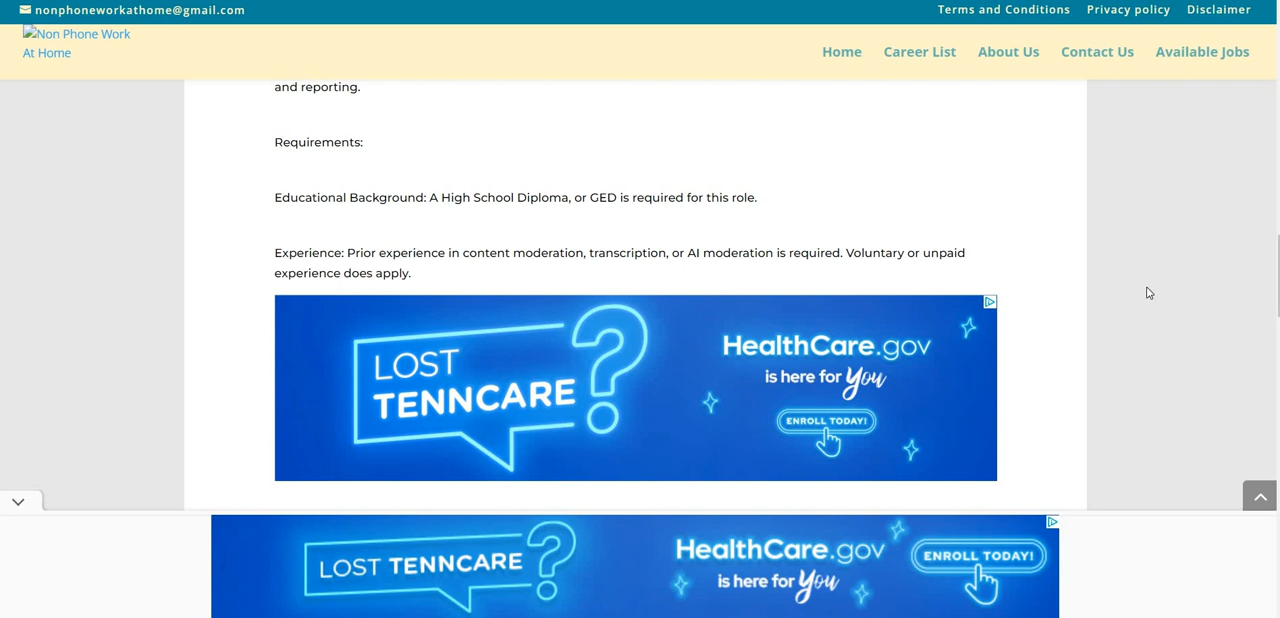 nonphoneworkathome@gmail.com
Terms and Conditions Privacy policy Disclaimer
Non Phone Work
At Home
Home Career List About Us Contact Us Available Jobs
and reporting.
Requirements:
Educational Background: A High School Diploma, or GED is required for this role.
Experience: Prior experience in content moderation, transcription, or AI moderation is required. Voluntary or unpaid
experience does apply.
LOST
TENNCARE?
HealthCare.gov
is here for You
ENROLL TODAY!
LOST TENNCARE?
HealthCare.gov
is here for You
ENROLL TODAY!